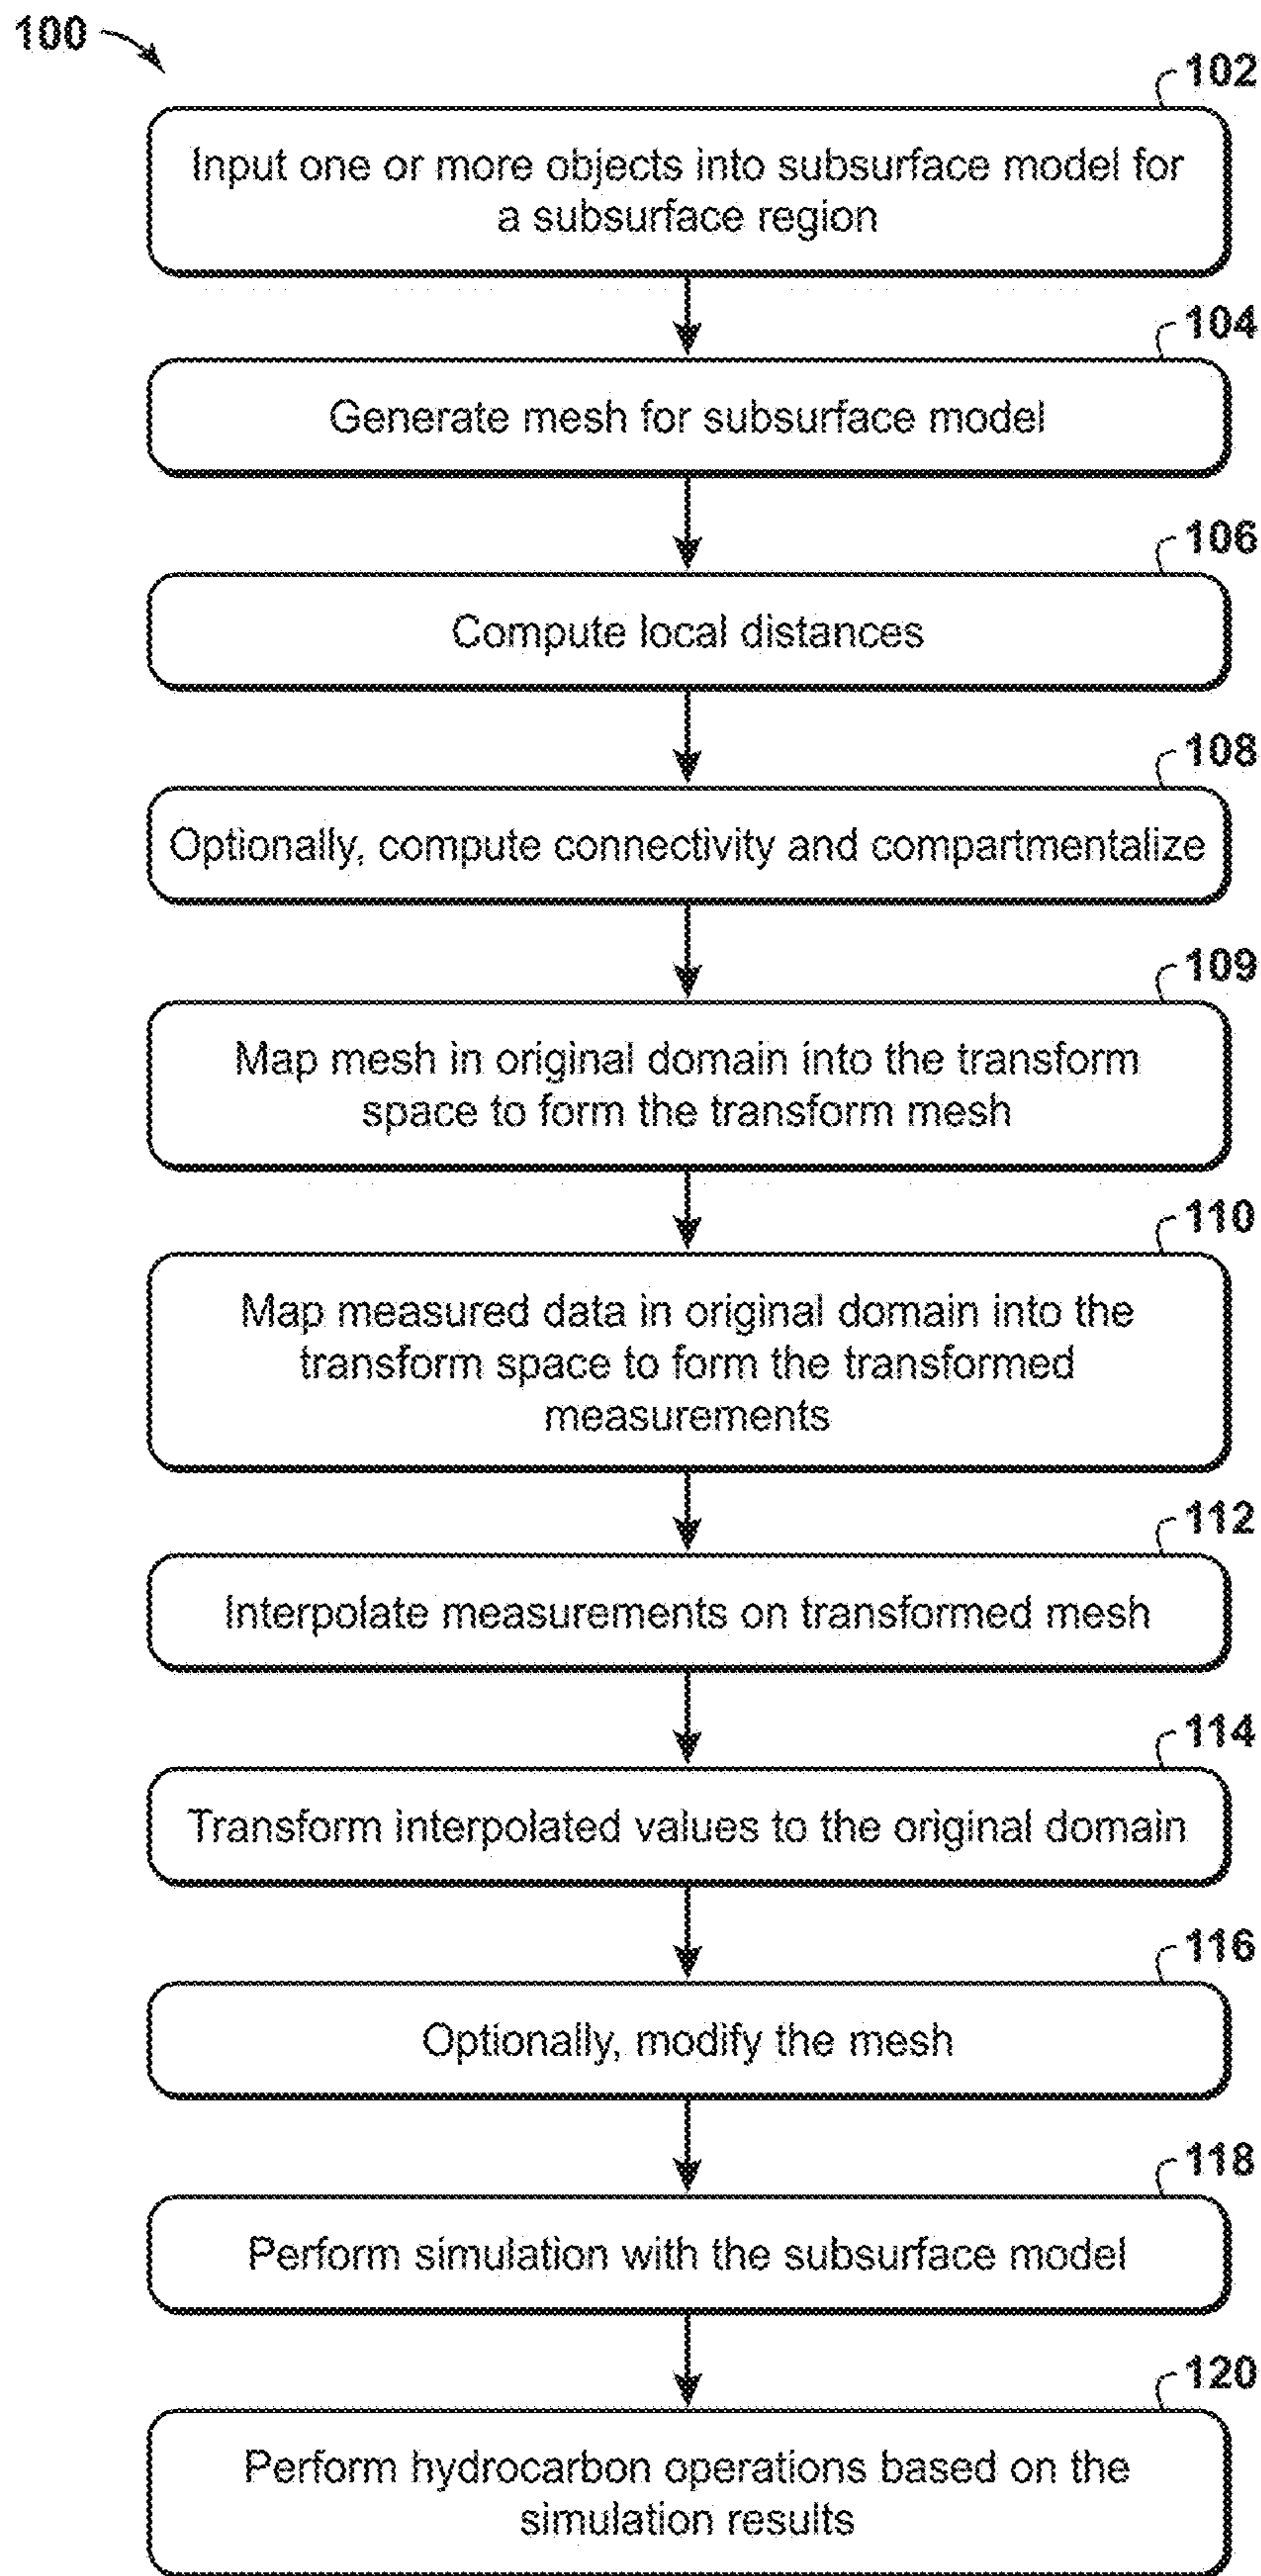 100
102
Input one or more objects into subsurface model for
a subsurface region
104
Generate mesh for subsurface model
106
Compute local distances
108
Optionally, compute connectivity and compartmentalize
109
Map mesh in original domain into the transform
space to form the transform mesh
110
Map measured data in original domain into the
transform space to form the transformed
measurements
112
Interpolate measurements on transformed mesh
114
Transform interpolated values to the original domain
116
Optionally, modify the mesh
118
Perform simulation with the subsurface model
120
Perform hydrocarbon operations based on the
simulation results